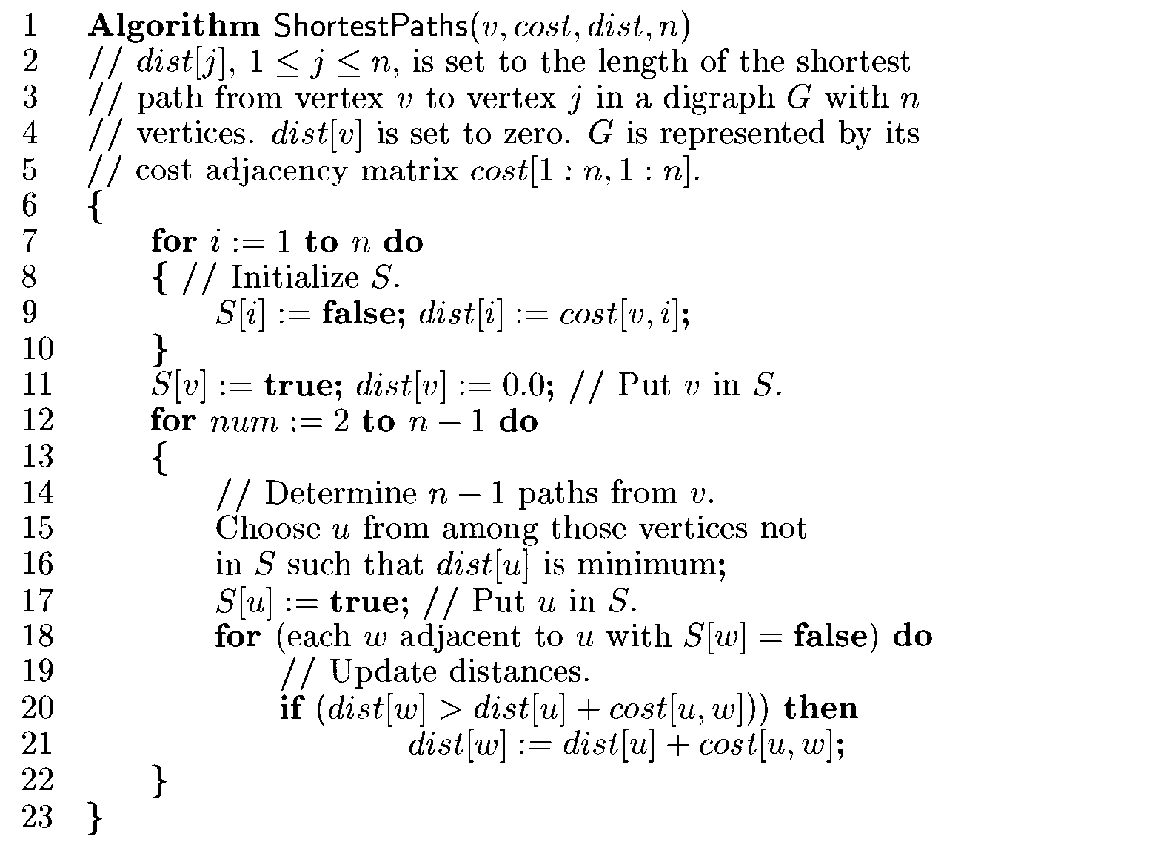 1 Algorithm ShortestPaths(v, cost, dist, n)
2 // dist[j], 1 ≤ j ≤ n, is set to the length of the shortest
3 // path from vertex v to vertex j in a digraph G with n
4 // vertices. dist[v] is set to zero. G is represented by its
5 // cost adjacency matrix cost[1 : n, 1 : n].
6 {
7 for i := 1 to n do
8 { // Initialize S.
9 S[i] := false; dist[i] := cost[v, i];
10 }
11 S[v] := true; dist[v] := 0.0; // Put v in S.
12 for num := 2 to n − 1 do
13 {
14 // Determine n − 1 paths from v.
15 Choose u from among those vertices not
16 in S such that dist[u] is minimum;
17 S[u] := true; // Put u in S.
18 for (each w adjacent to u with S[w] = false) do
19 // Update distances.
20 if (dist[w] > dist[u] + cost[u, w])) then
21 dist[w] := dist[u] + cost[u, w];
22 }
23 }